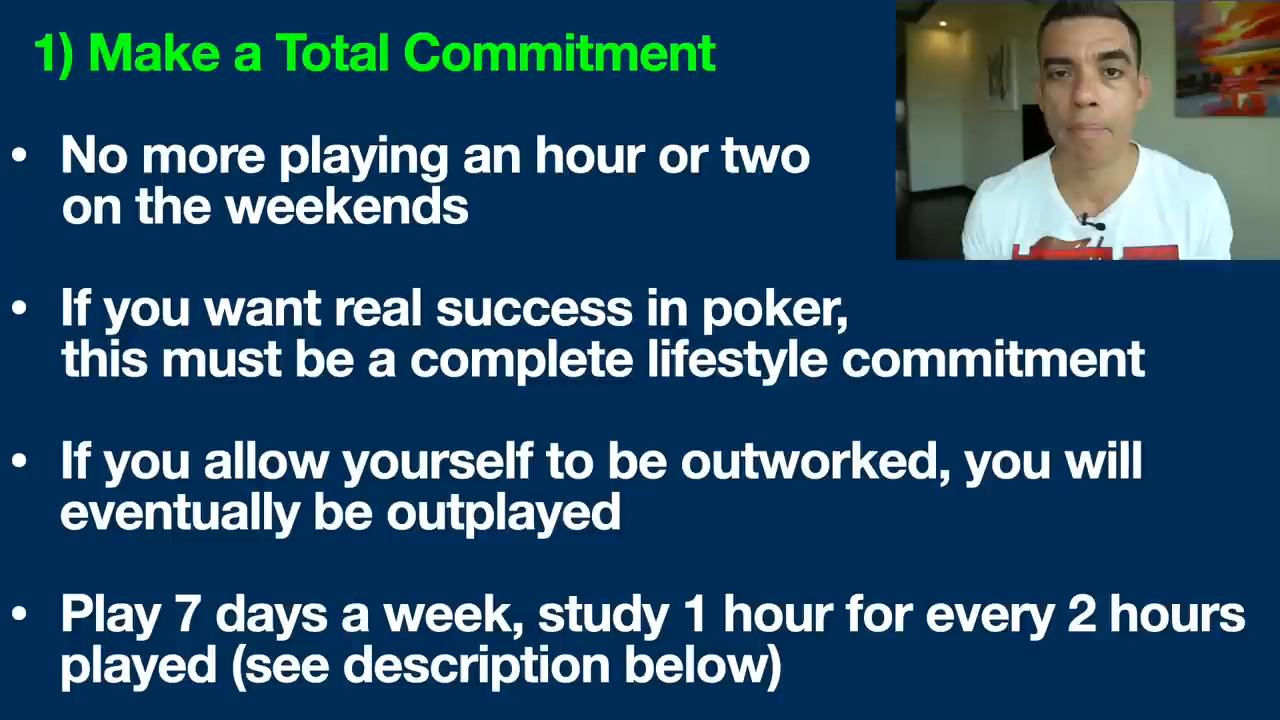 1) Make a Total Commitment
• No more playing an hour or two
on the weekends
• If you want real success in poker,
this must be a complete lifestyle commitment
• If you allow yourself to be outworked, you will
eventually be outplayed
• Play 7 days a week, study 1 hour for every 2 hours
played (see description below)